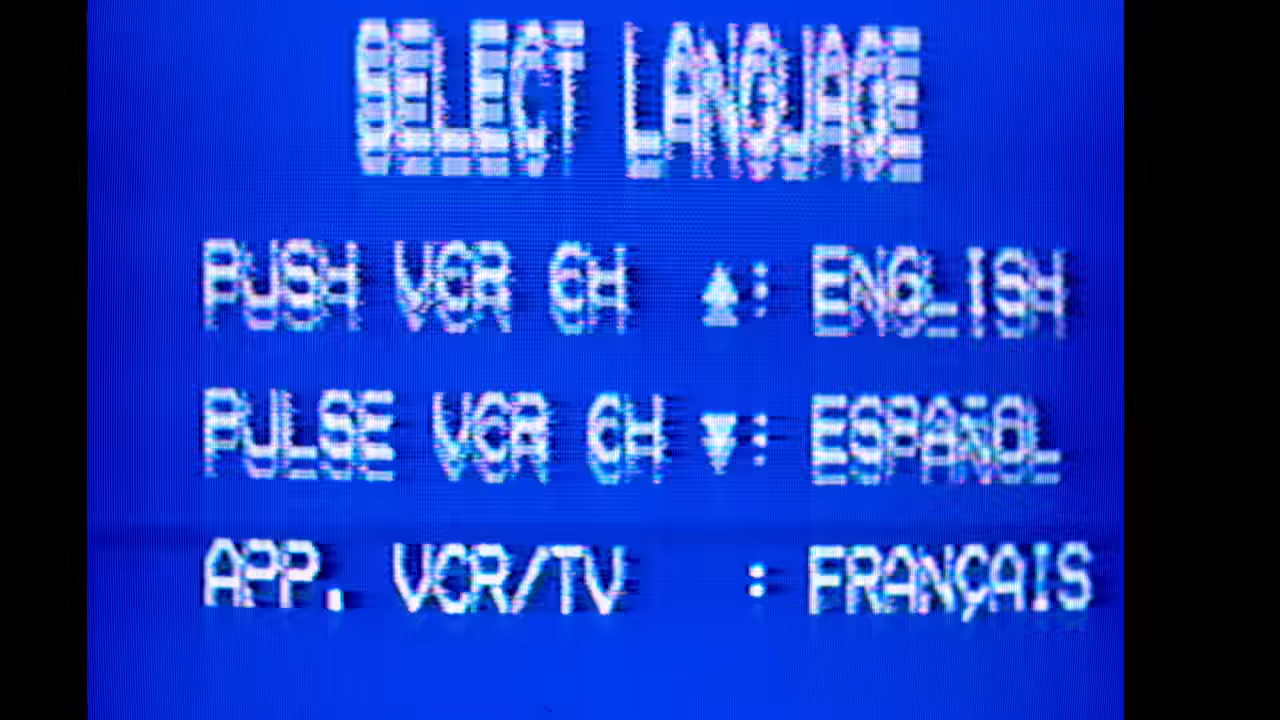 SELECT LANGUAGE
PUSH VCR CH ▲: ENGLISH
PULSE VCR CH ▼: ESPAÑOL
APP. VCR/TV : FRANÇAIS